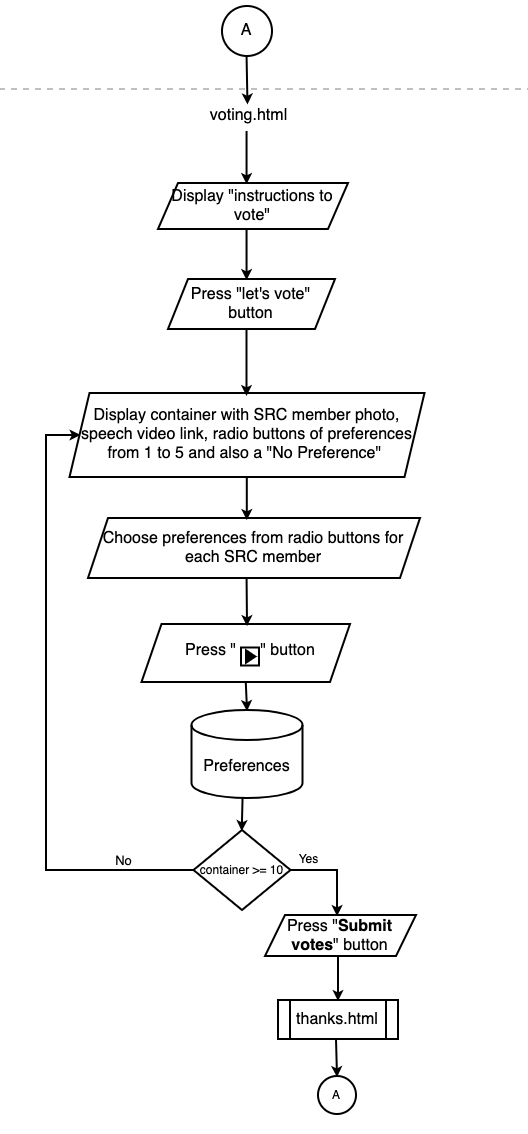 A
voting.html
Display "instructions to
vote"
Press "let's vote"
button
Display container with SRC member photo,
speech video link, radio buttons of preferences
from 1 to 5 and also a "No Preference"
Choose preferences from radio buttons for
each SRC member
Press " " button
Preferences
container >= 10
No
Yes
Press "Submit
votes" button
thanks.html
A